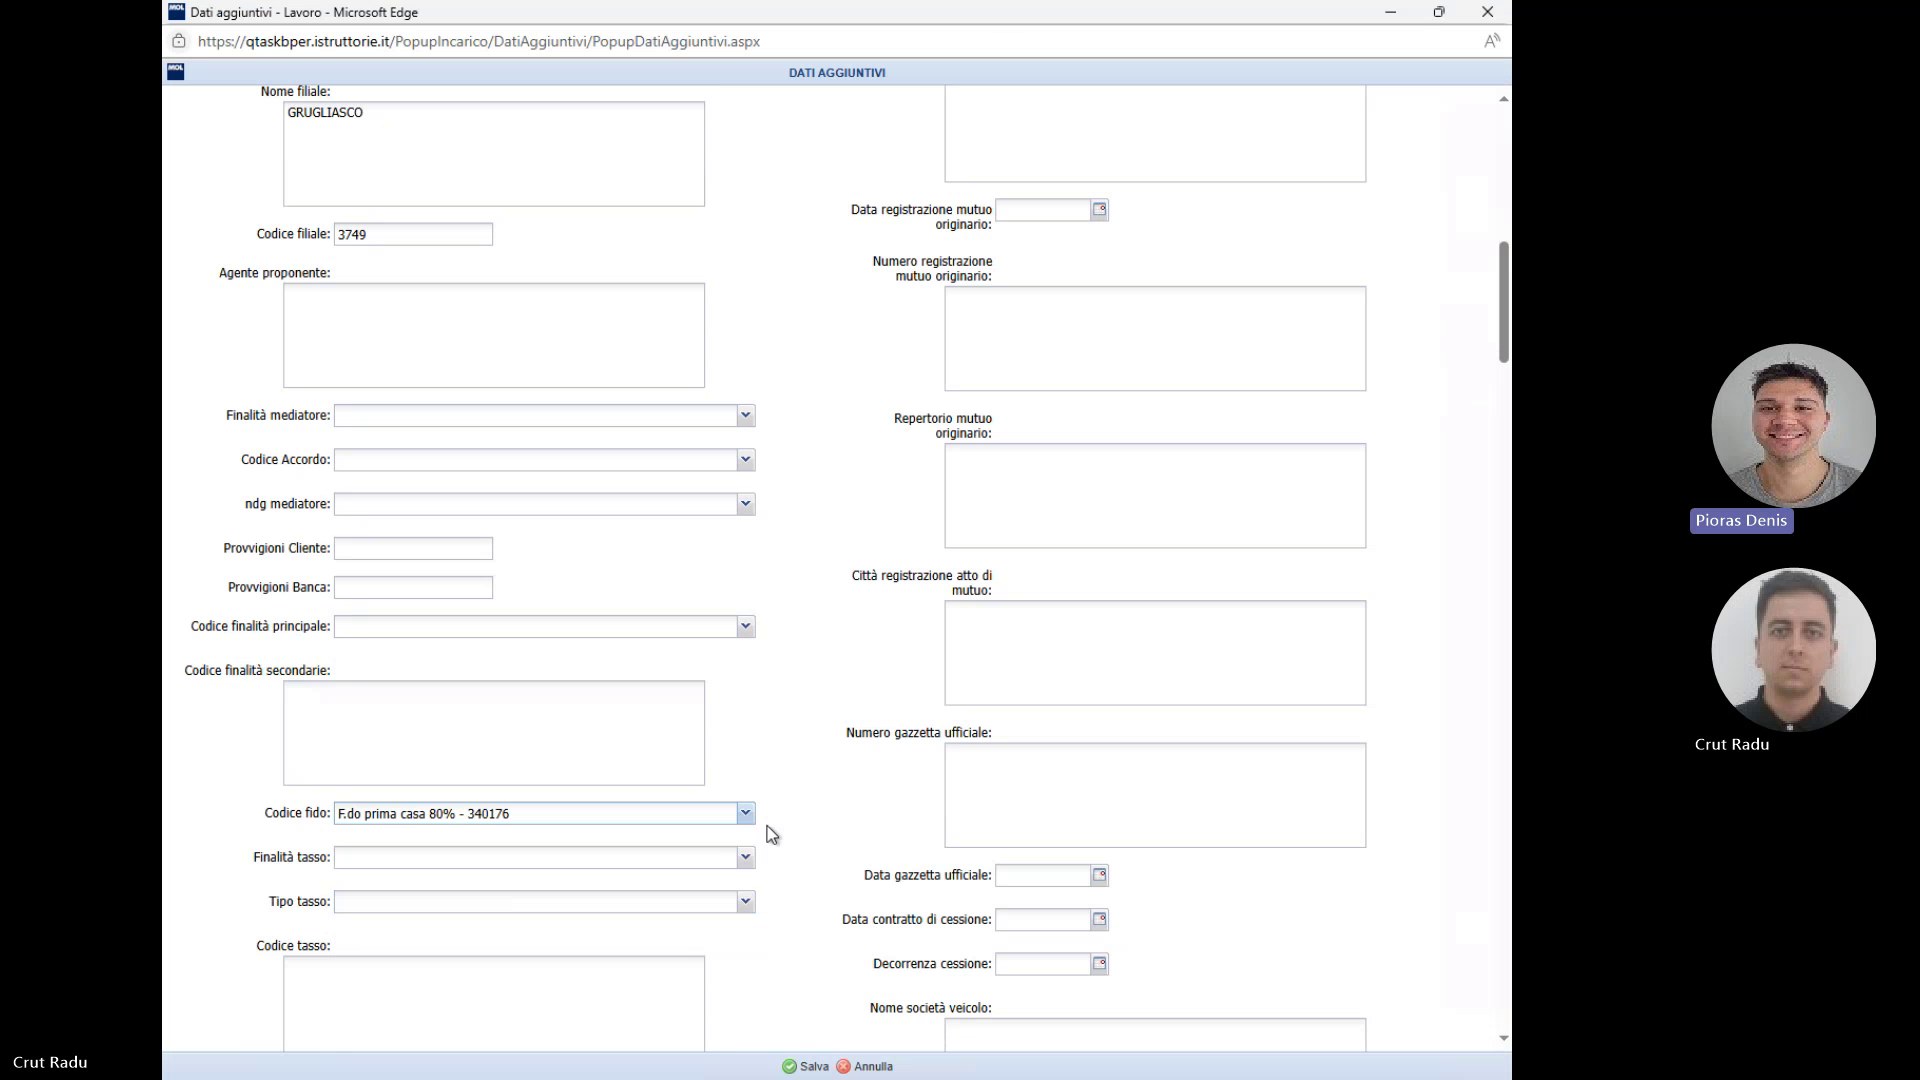 MOL Dati aggiuntivi - Lavoro - Microsoft Edge
https://qtaskbper.istruttorie.it/PopupIncarico/DatiAggiuntivi/PopupDatiAggiuntivi.aspx
MOL DATI AGGIUNTIVI
Nome filiale:
GRUGLIASCO
Codice filiale: 3749
Agente proponente:
Finalità mediatore:
Codice Accordo:
ndg mediatore:
Provvigioni Cliente:
Provvigioni Banca:
Codice finalità principale:
Codice finalità secondarie:
Codice fido: F.do prima casa 80% - 340176
Finalità tasso:
Tipo tasso:
Codice tasso:
Data registrazione mutuo
originario:
Numero registrazione
mutuo originario:
Repertorio mutuo
originario:
Città registrazione atto di
mutuo:
Numero gazzetta ufficiale:
Data gazzetta ufficiale:
Data contratto di cessione:
Decorrenza cessione:
Nome società veicolo:
Salva Annulla
Pioras Denis
Crut Radu
Crut Radu